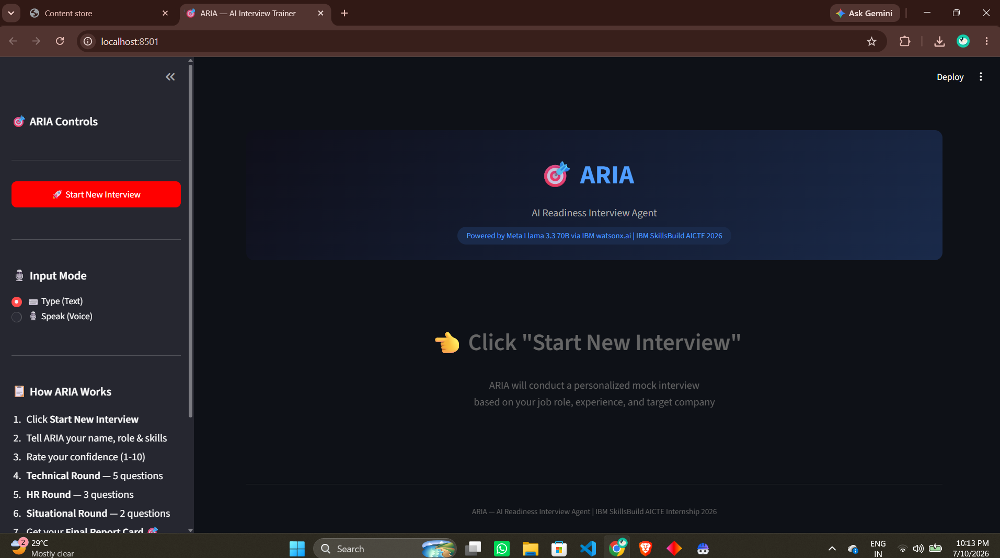 Content store
ARIA — AI Interview Trainer
Ask Gemini
localhost:8501
Deploy
🎯 ARIA Controls
🚀 Start New Interview
🎙️ Input Mode
⌨️ Type (Text)
🎙️ Speak (Voice)
📋 How ARIA Works
1. Click Start New Interview
2. Tell ARIA your name, role & skills
3. Rate your confidence (1-10)
4. Technical Round — 5 questions
5. HR Round — 3 questions
6. Situational Round — 2 questions
7. Get your Final Report Card 🎯
🎯 ARIA
AI Readiness Interview Agent
Powered by Meta Llama 3.3 70B via IBM watsonx.ai | IBM SkillsBuild AICTE 2026
👈 Click "Start New Interview"
ARIA will conduct a personalized mock interview
based on your job role, experience, and target company
ARIA — AI Readiness Interview Agent | IBM SkillsBuild AICTE Internship 2026
2
29°C
Mostly clear
Search
ENG
IN
10:13 PM
7/10/2026